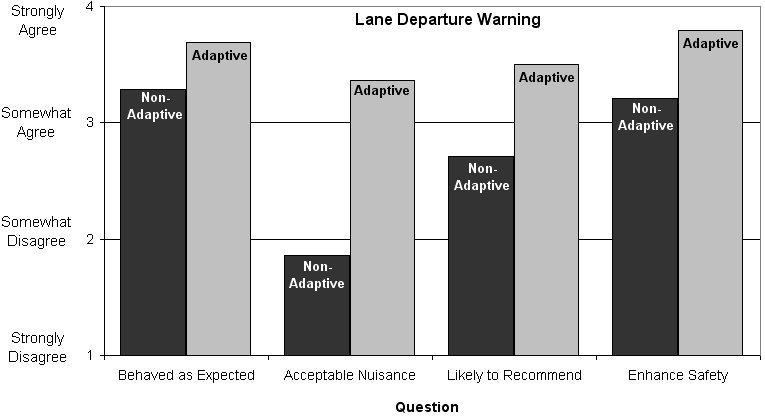 Lane Departure Warning
Strongly
Agree
4
Somewhat
Agree
3
Somewhat
Disagree
2
Strongly
Disagree
1
Non-
Adaptive
Adaptive
Non-
Adaptive
Adaptive
Non-
Adaptive
Adaptive
Non-
Adaptive
Adaptive
Behaved as Expected
Acceptable Nuisance
Likely to Recommend
Enhance Safety
Question